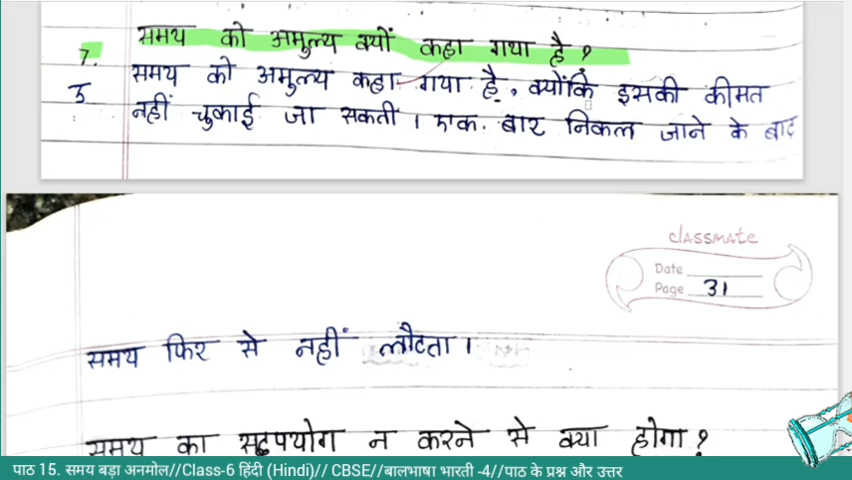 7. समय को अमुल्य क्यों कहा गया है?
उ समय को अमुल्य कहा गया है, क्योंकि इसकी कीमत
नहीं चुकाई जा सकती । एक बार निकल जाने के बाद
classmate
Date
Page 31
समय फिर से नहीं लौटता ।
समय का सदुपयोग न करने से क्या होगा?
पाठ 15. समय बड़ा अनमोल//Class-6 हिंदी (Hindi)// CBSE//बालभाषा भारती -4//पाठ के प्रश्न और उत्तर